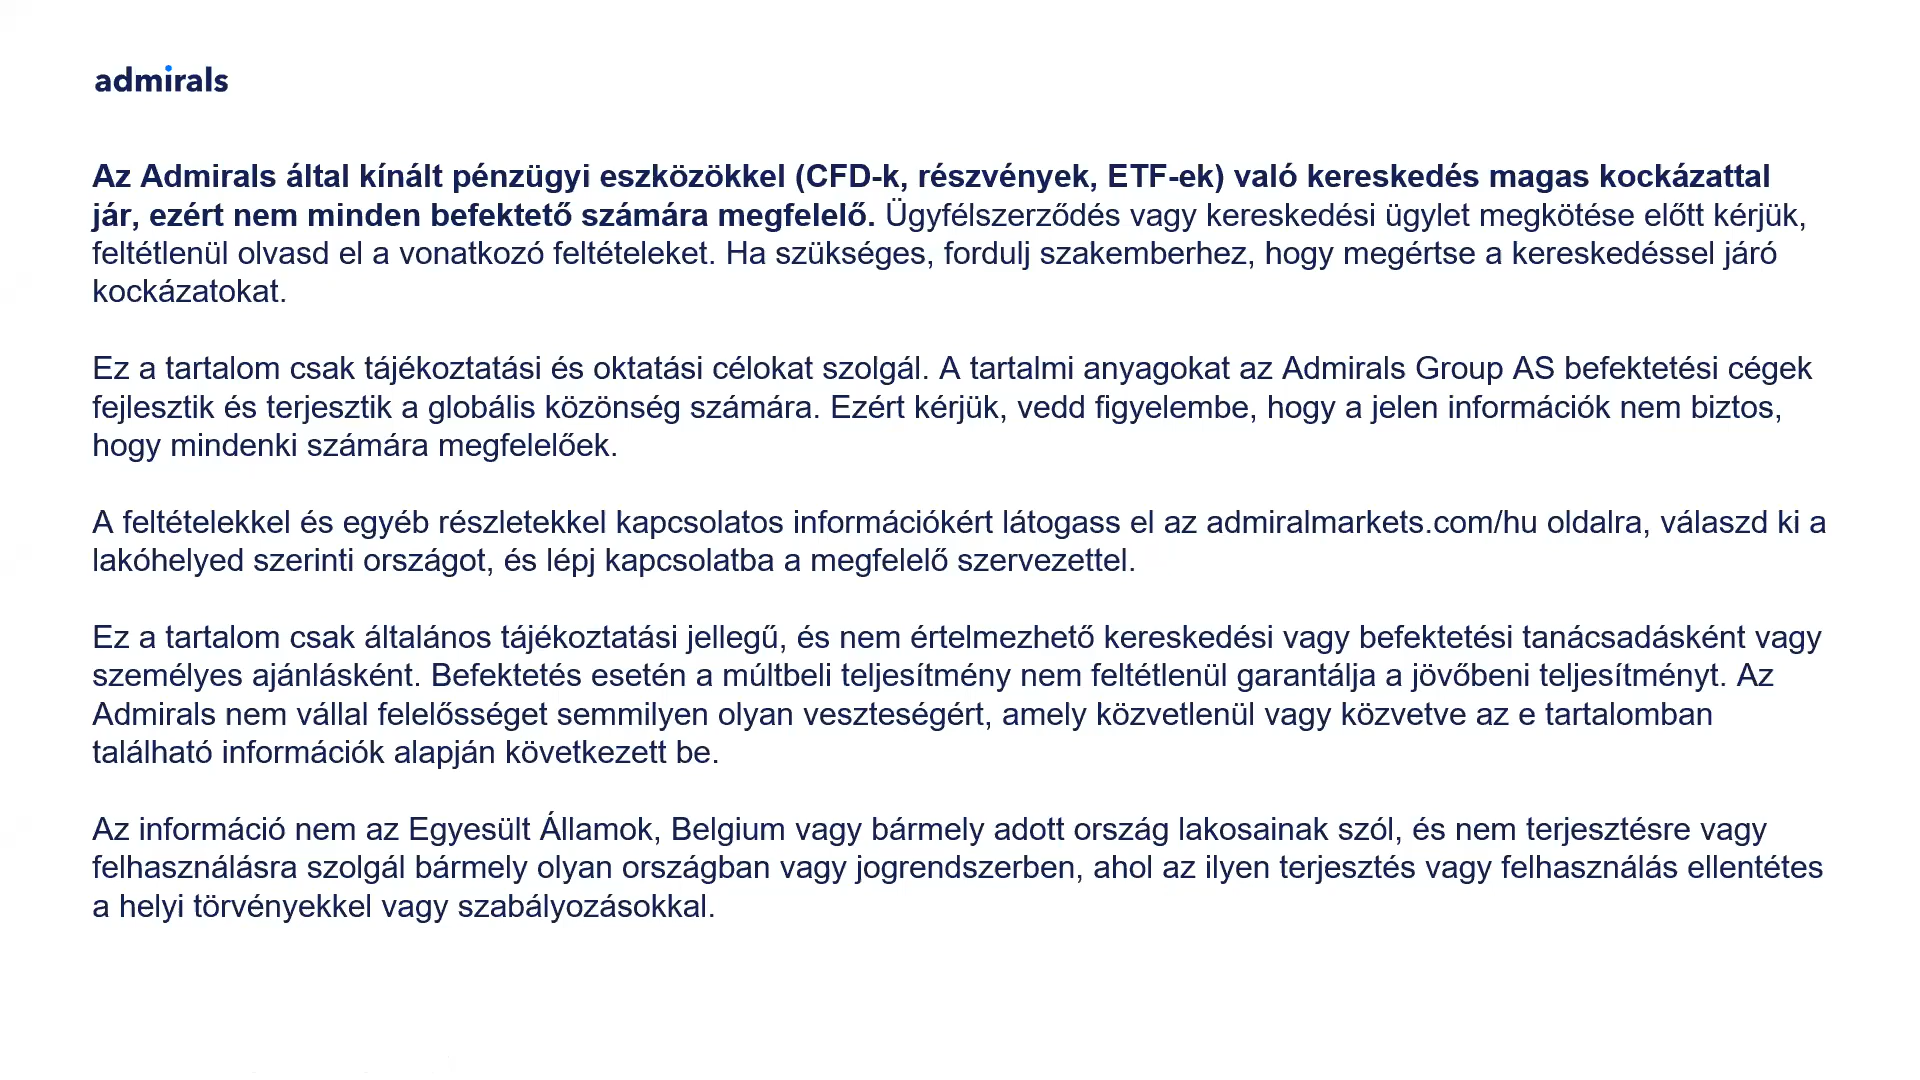 admirals
Az Admirals által kínált pénzügyi eszközökkel (CFD-k, részvények, ETF-ek) való kereskedés magas kockázattal
jár, ezért nem minden befektető számára megfelelő. Ügyfélszerződés vagy kereskedési ügylet megkötése előtt kérjük,
feltétlenül olvasd el a vonatkozó feltételeket. Ha szükséges, fordulj szakemberhez, hogy megértse a kereskedéssel járó
kockázatokat.
Ez a tartalom csak tájékoztatási és oktatási célokat szolgál. A tartalmi anyagokat az Admirals Group AS befektetési cégek
fejlesztik és terjesztik a globális közönség számára. Ezért kérjük, vedd figyelembe, hogy a jelen információk nem biztos,
hogy mindenki számára megfelelőek.
A feltételekkel és egyéb részletekkel kapcsolatos információkért látogass el az admiralmarkets.com/hu oldalra, válaszd ki a
lakóhelyed szerinti országot, és lépj kapcsolatba a megfelelő szervezettel.
Ez a tartalom csak általános tájékoztatási jellegű, és nem értelmezhető kereskedési vagy befektetési tanácsadásként vagy
személyes ajánlásként. Befektetés esetén a múltbeli teljesítmény nem feltétlenül garantálja a jövőbeni teljesítményt. Az
Admirals nem vállal felelősséget semmilyen olyan veszteségért, amely közvetlenül vagy közvetve az e tartalomban
található információk alapján következett be.
Az információ nem az Egyesült Államok, Belgium vagy bármely adott ország lakosainak szól, és nem terjesztésre vagy
felhasználásra szolgál bármely olyan országban vagy jogrendszerben, ahol az ilyen terjesztés vagy felhasználás ellentétes
a helyi törvényekkel vagy szabályozásokkal.